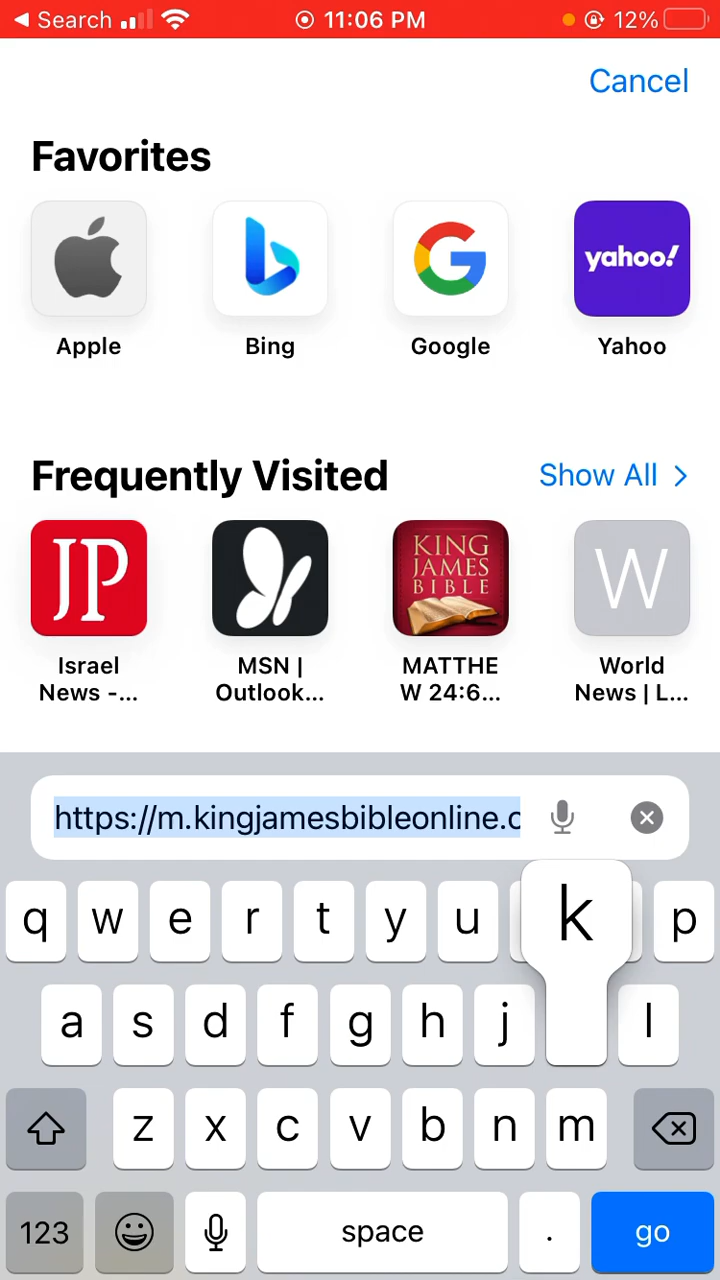 Search 11:06 PM 12%
Cancel
Favorites
yahoo!
Apple Bing Google Yahoo
Frequently Visited Show All
JP KING JAMES BIBLE W
Israel News -... MSN | Outlook... MATTHE W 24:6... World News | L...
https://m.kingjamesbibleonline.c
q w e r t y u k p
a s d f g h j l
z x c v b n m
123 space . go